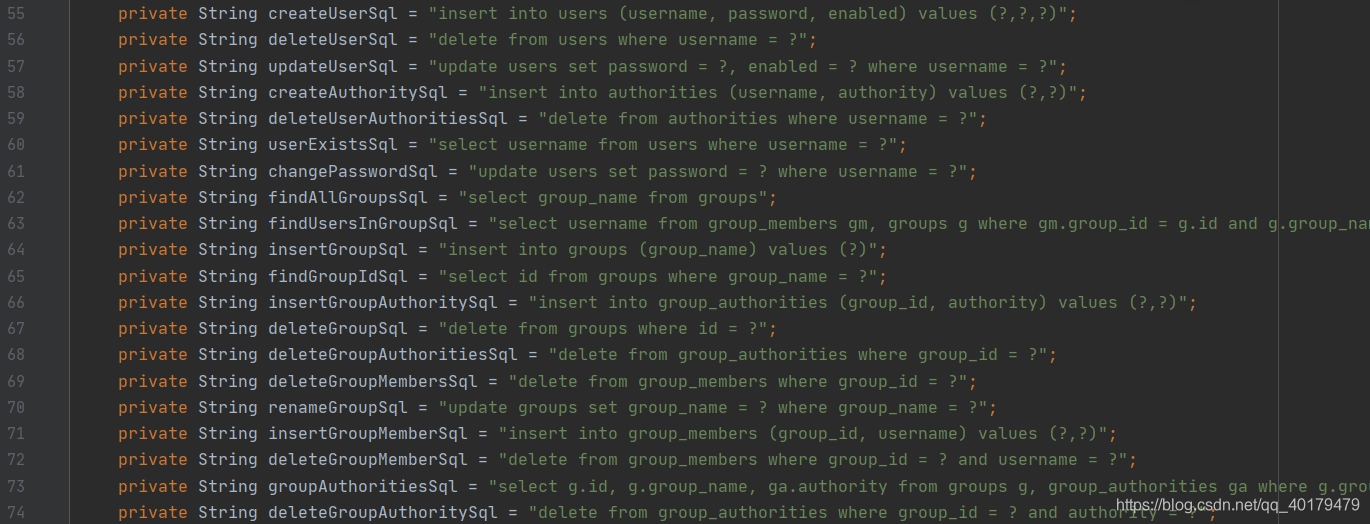 55 private String createUserSql = "insert into users (username, password, enabled) values (?,?,?)";
56 private String deleteUserSql = "delete from users where username = ?";
57 private String updateUserSql = "update users set password = ?, enabled = ? where username = ?";
58 private String createAuthoritySql = "insert into authorities (username, authority) values (?,?)";
59 private String deleteUserAuthoritiesSql = "delete from authorities where username = ?";
60 private String userExistsSql = "select username from users where username = ?";
61 private String changePasswordSql = "update users set password = ? where username = ?";
62 private String findAllGroupsSql = "select group_name from groups";
63 private String findUsersInGroupSql = "select username from group_members gm, groups g where gm.group_id = g.id and g.group_na
64 private String insertGroupSql = "insert into groups (group_name) values (?)";
65 private String findGroupIdSql = "select id from groups where group_name = ?";
66 private String insertGroupAuthoritySql = "insert into group_authorities (group_id, authority) values (?,?)";
67 private String deleteGroupSql = "delete from groups where id = ?";
68 private String deleteGroupAuthoritiesSql = "delete from group_authorities where group_id = ?";
69 private String deleteGroupMembersSql = "delete from group_members where group_id = ?";
70 private String renameGroupSql = "update groups set group_name = ? where group_name = ?";
71 private String insertGroupMemberSql = "insert into group_members (group_id, username) values (?,?)";
72 private String deleteGroupMemberSql = "delete from group_members where group_id = ? and username = ?";
73 private String groupAuthoritiesSql = "select g.id, g.group_name, ga.authority from groups g, group_authorities ga where g.grou
74 private String deleteGroupAuthoritySql = "delete from group_authorities where group_id = ? and authority = ?";
https://blog.csdn.net/qq_40179479